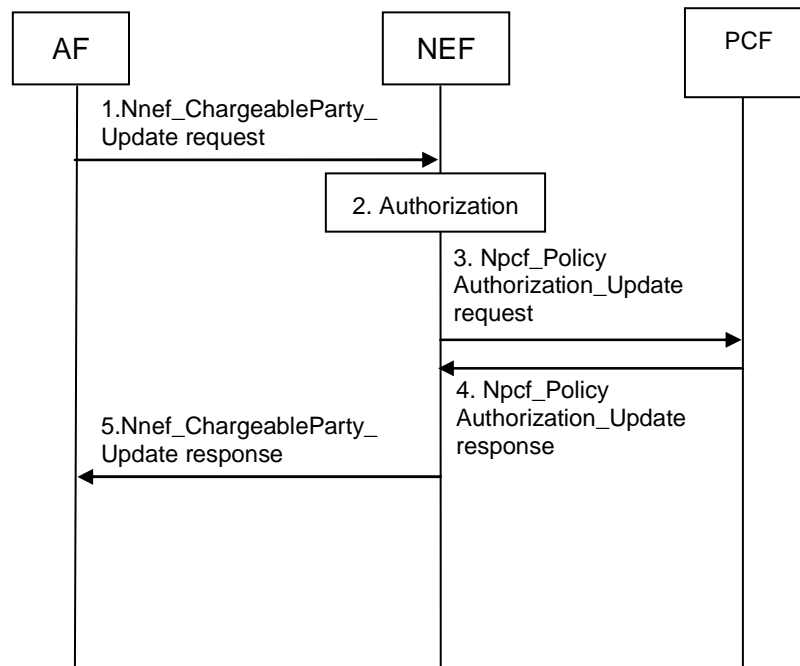 AF
NEF
PCF
1.Nnef_ChargeableParty_
Update request
2. Authorization
3. Npcf_Policy
Authorization_Update
request
4. Npcf_Policy
Authorization_Update
response
5.Nnef_ChargeableParty_
Update response